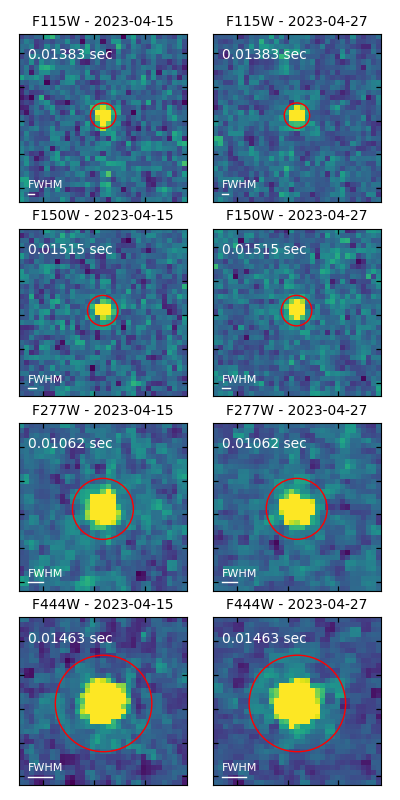 F115W - 2023-04-15
F115W - 2023-04-27
0.01383 sec
0.01383 sec
FWHM
FWHM
F150W - 2023-04-15
F150W - 2023-04-27
0.01515 sec
0.01515 sec
FWHM
FWHM
F277W - 2023-04-15
F277W - 2023-04-27
0.01062 sec
0.01062 sec
FWHM
FWHM
F444W - 2023-04-15
F444W - 2023-04-27
0.01463 sec
0.01463 sec
FWHM
FWHM